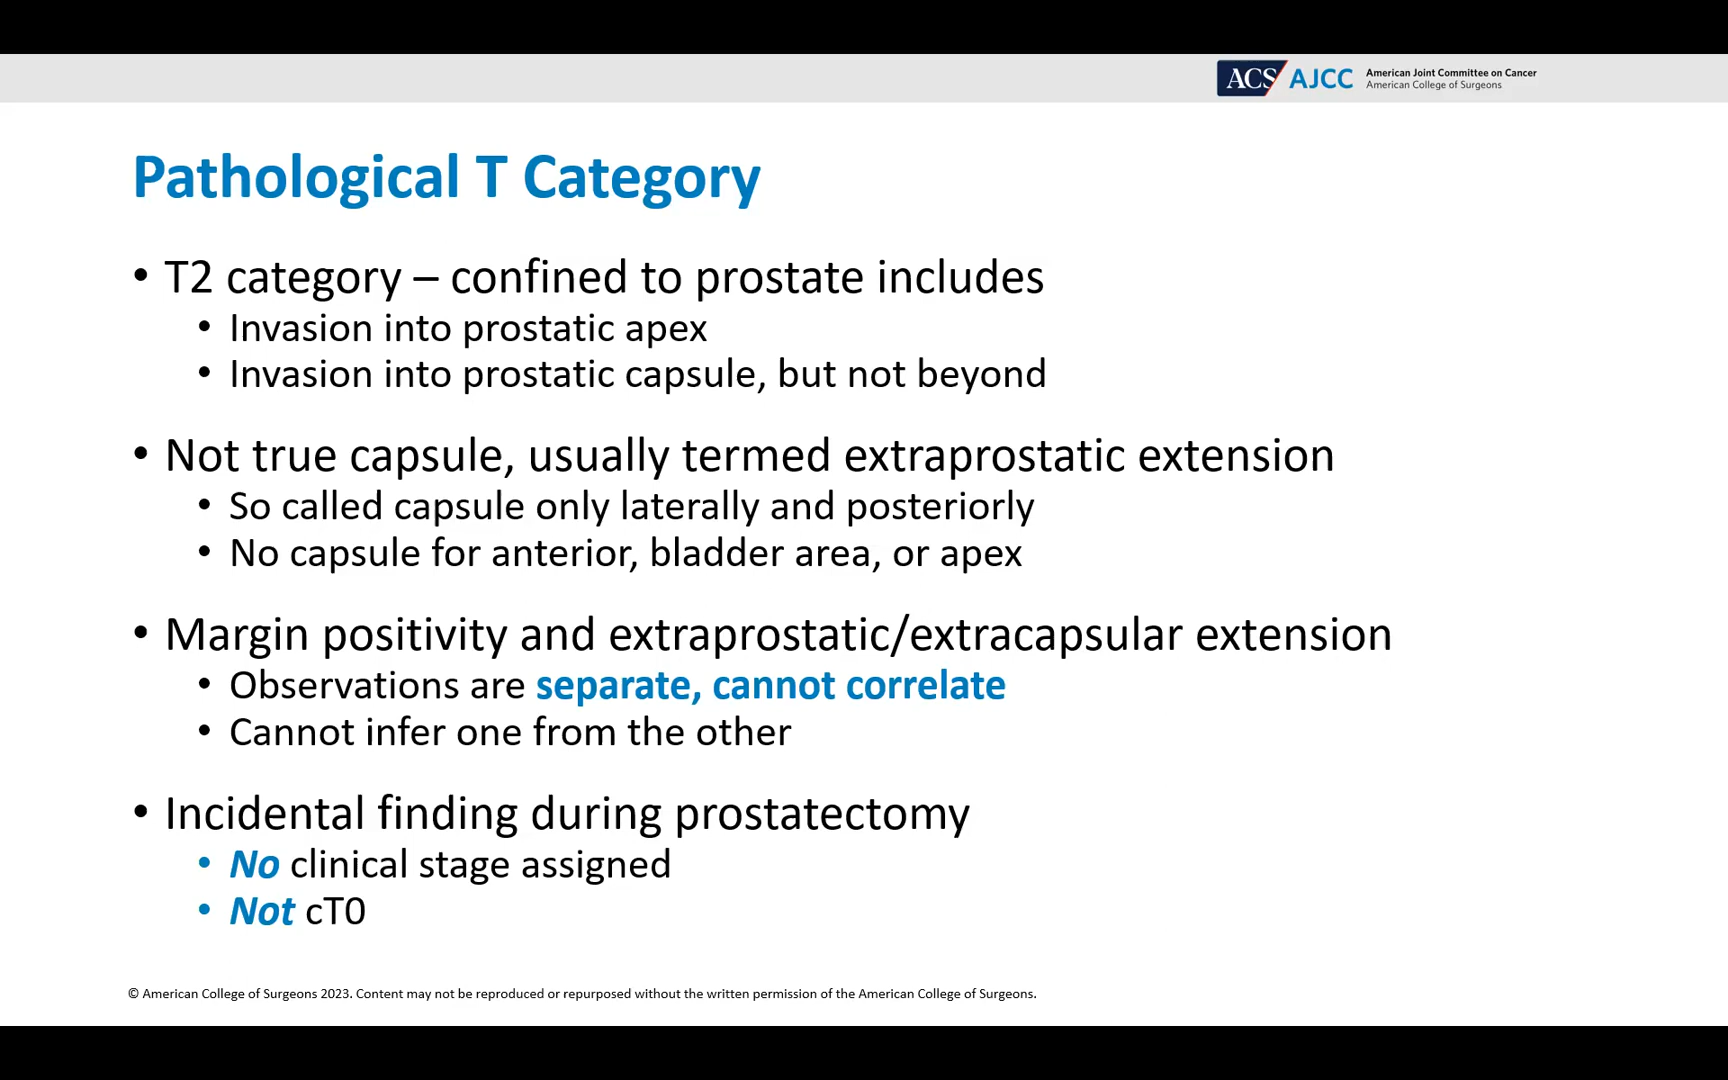 ACS AJCC American Joint Committee on Cancer
American College of Surgeons
Pathological T Category
• T2 category – confined to prostate includes
• Invasion into prostatic apex
• Invasion into prostatic capsule, but not beyond
• Not true capsule, usually termed extraprostatic extension
• So called capsule only laterally and posteriorly
• No capsule for anterior, bladder area, or apex
• Margin positivity and extraprostatic/extracapsular extension
• Observations are separate, cannot correlate
• Cannot infer one from the other
• Incidental finding during prostatectomy
• No clinical stage assigned
• Not cT0
© American College of Surgeons 2023. Content may not be reproduced or repurposed without the written permission of the American College of Surgeons.